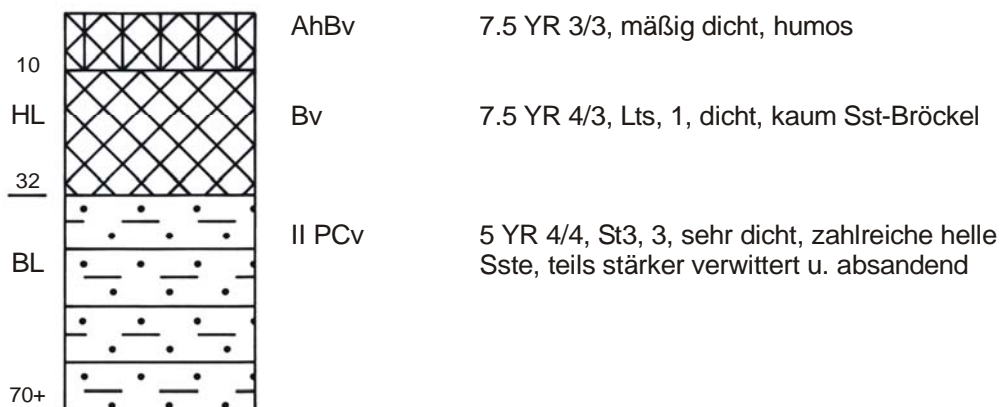 AhBv 7.5 YR 3/3, mäßig dicht, humos
10
HL Bv 7.5 YR 4/3, Lts, 1, dicht, kaum Sst-Bröckel
32
II PCv 5 YR 4/4, St3, 3, sehr dicht, zahlreiche helle
BL Sste, teils stärker verwittert u. absandend
70+